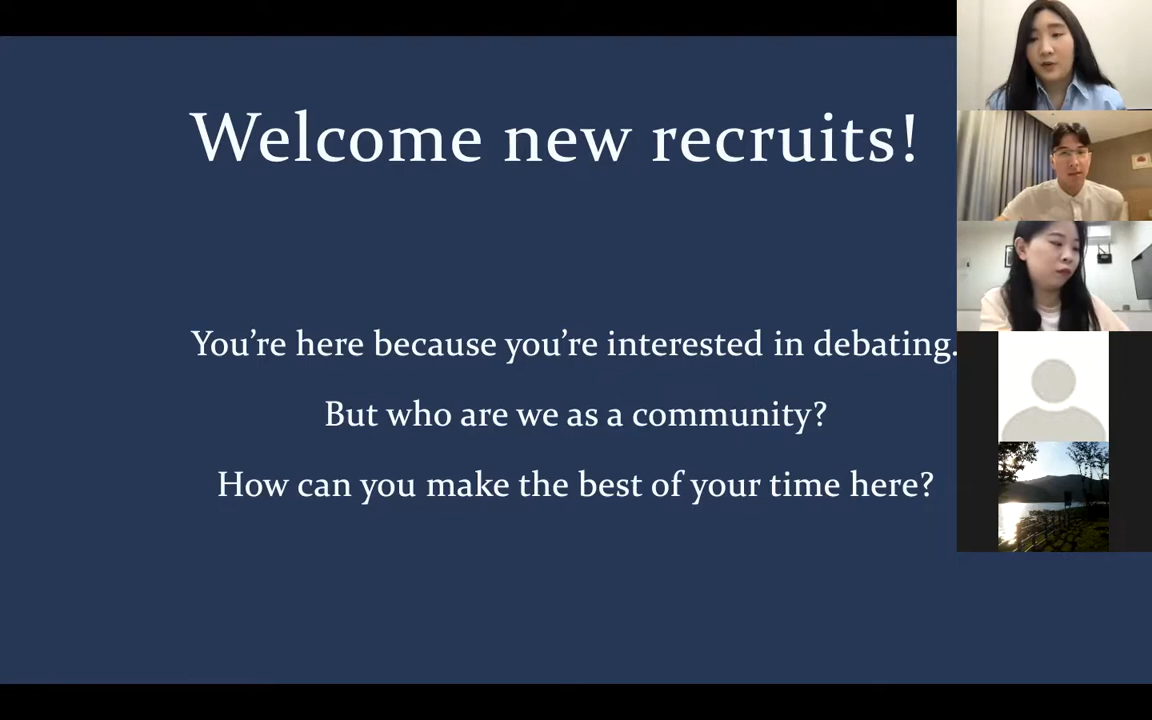 Welcome new recruits!
You’re here because you’re interested in debating.
But who are we as a community?
How can you make the best of your time here?